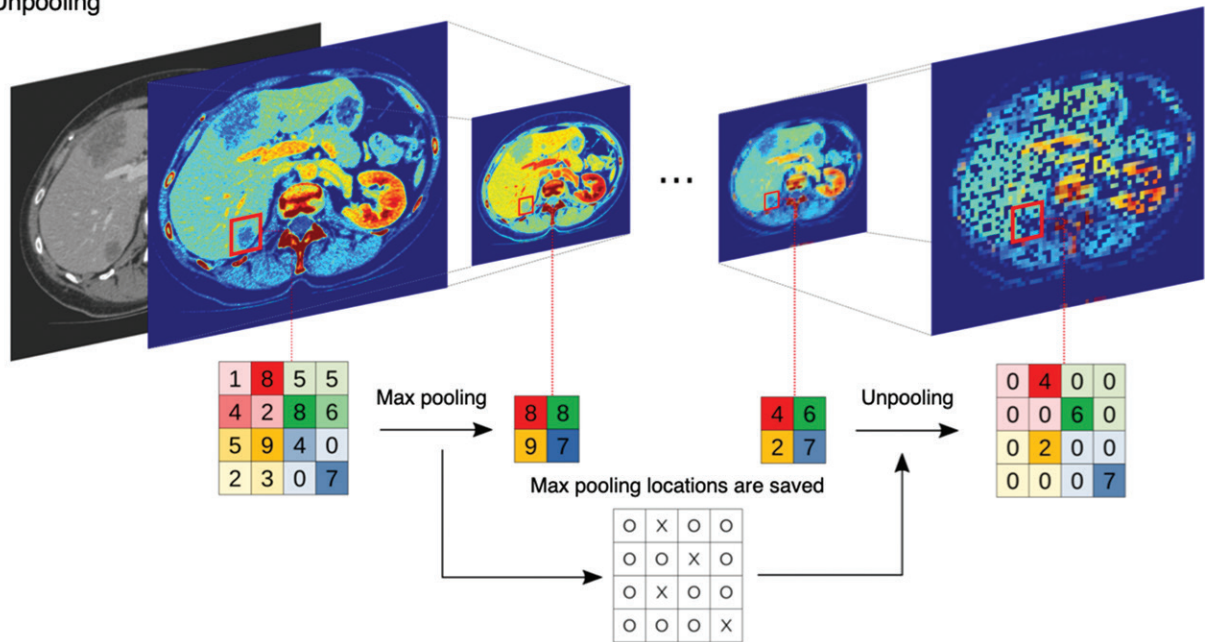 Unpooling
...
1 8 5 5
4 2 8 6
5 9 4 0
2 3 0 7
Max pooling
8 8
9 7
4 6
2 7
Unpooling
0 4 0 0
0 0 6 0
0 2 0 0
0 0 0 7
Max pooling locations are saved
O X O O
O O X O
O X O O
O O O X